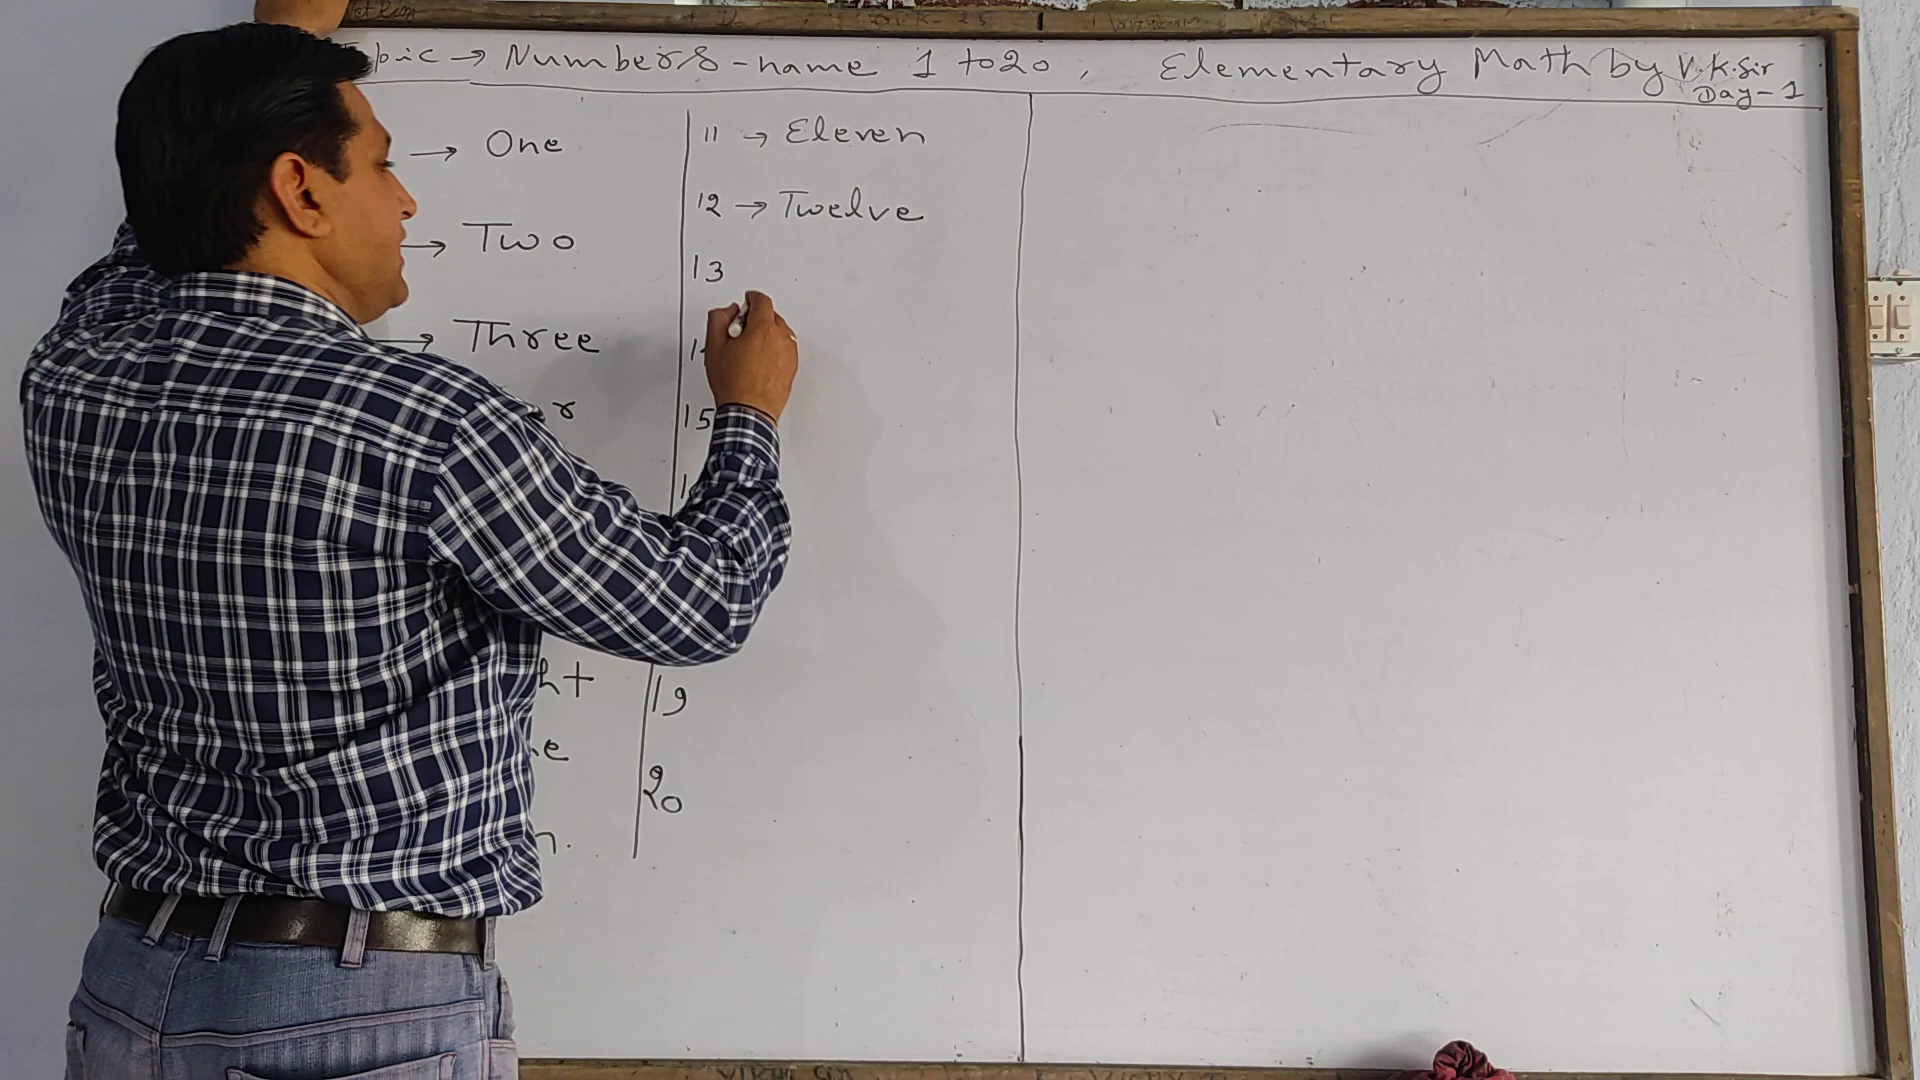 Topic → Numbers-name 1 to 20, Elementary Math by V.K. Sir
Day-1
→ One
→ Two
→ Three
r
ht
e
n.
11 → Eleven
12 → Twelve
13
15
19
20